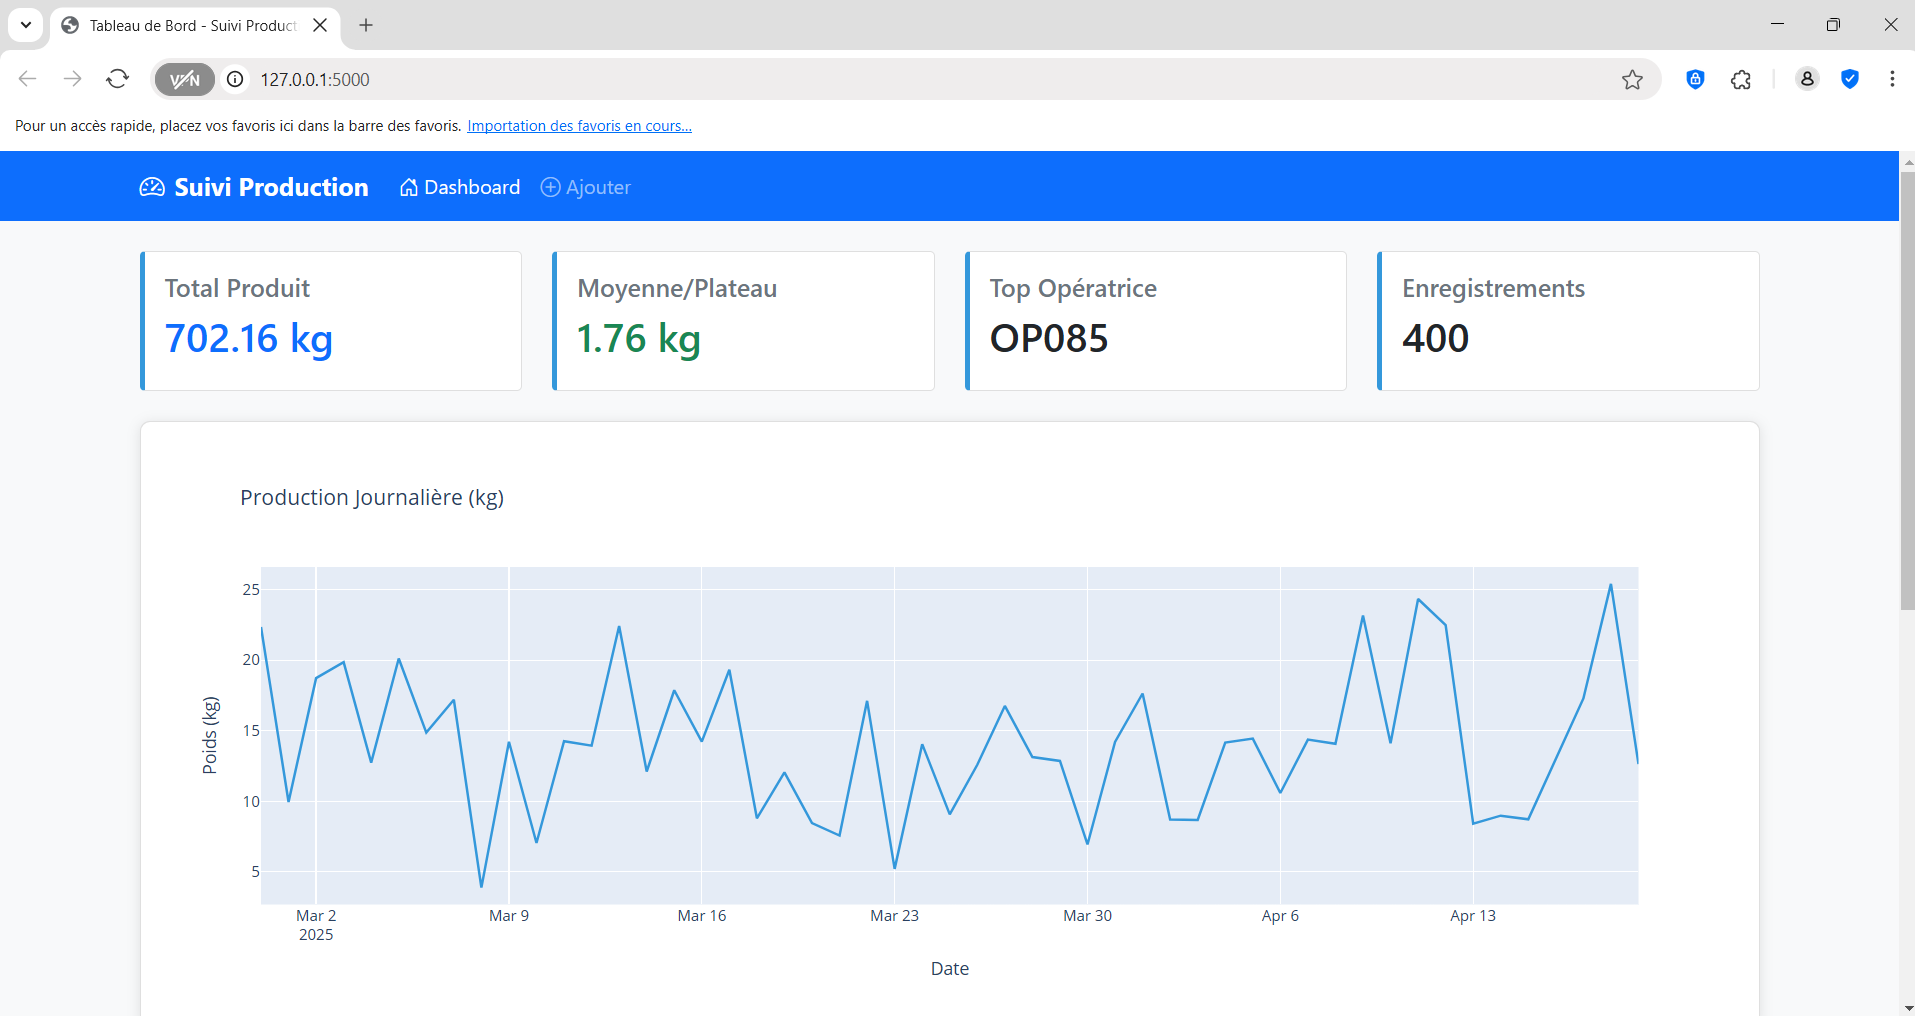 Tableau de Bord - Suivi Product
VPN
127.0.0.1:5000
Pour un accès rapide, placez vos favoris ici dans la barre des favoris. Importation des favoris en cours...
Suivi Production Dashboard Ajouter
Total Produit
702.16 kg
Moyenne/Plateau
1.76 kg
Top Opératrice
OP085
Enregistrements
400
Production Journalière (kg)
Poids (kg)
25
20
15
10
5
Mar 2 Mar 9 Mar 16 Mar 23 Mar 30 Apr 6 Apr 13
2025
Date